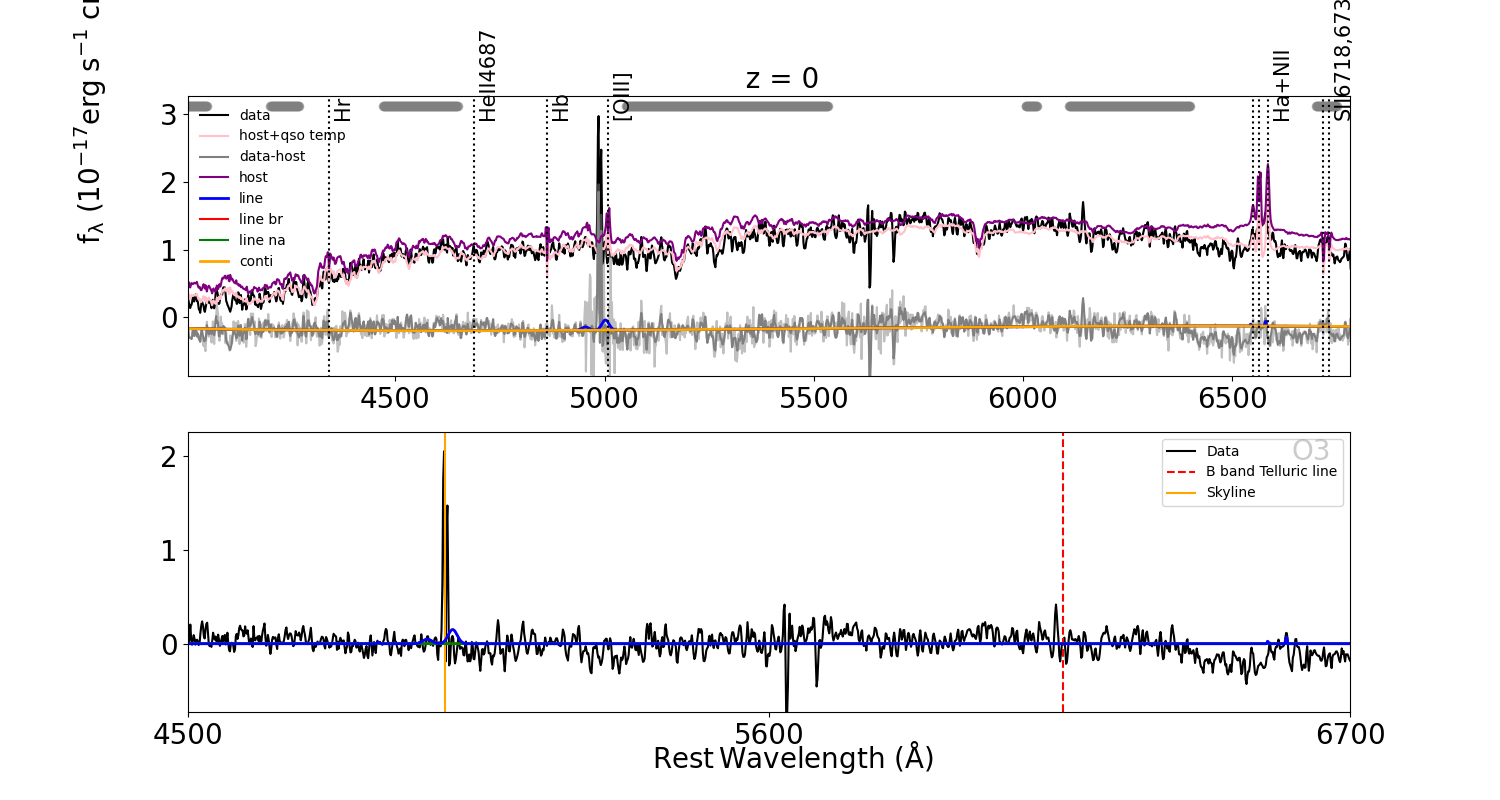 z = 0
f_λ (10^−17 erg s^−1 c
Hr
HeII4687
Hb
[OIII]
Ha+NII
SII6718,673
3
2
1
0
data
host+qso temp
data-host
host
line
line br
line na
conti
4500
5000
5500
6000
6500
2
1
0
O3
Data
B band Telluric line
Skyline
4500
5600
6700
Rest Wavelength (Å)